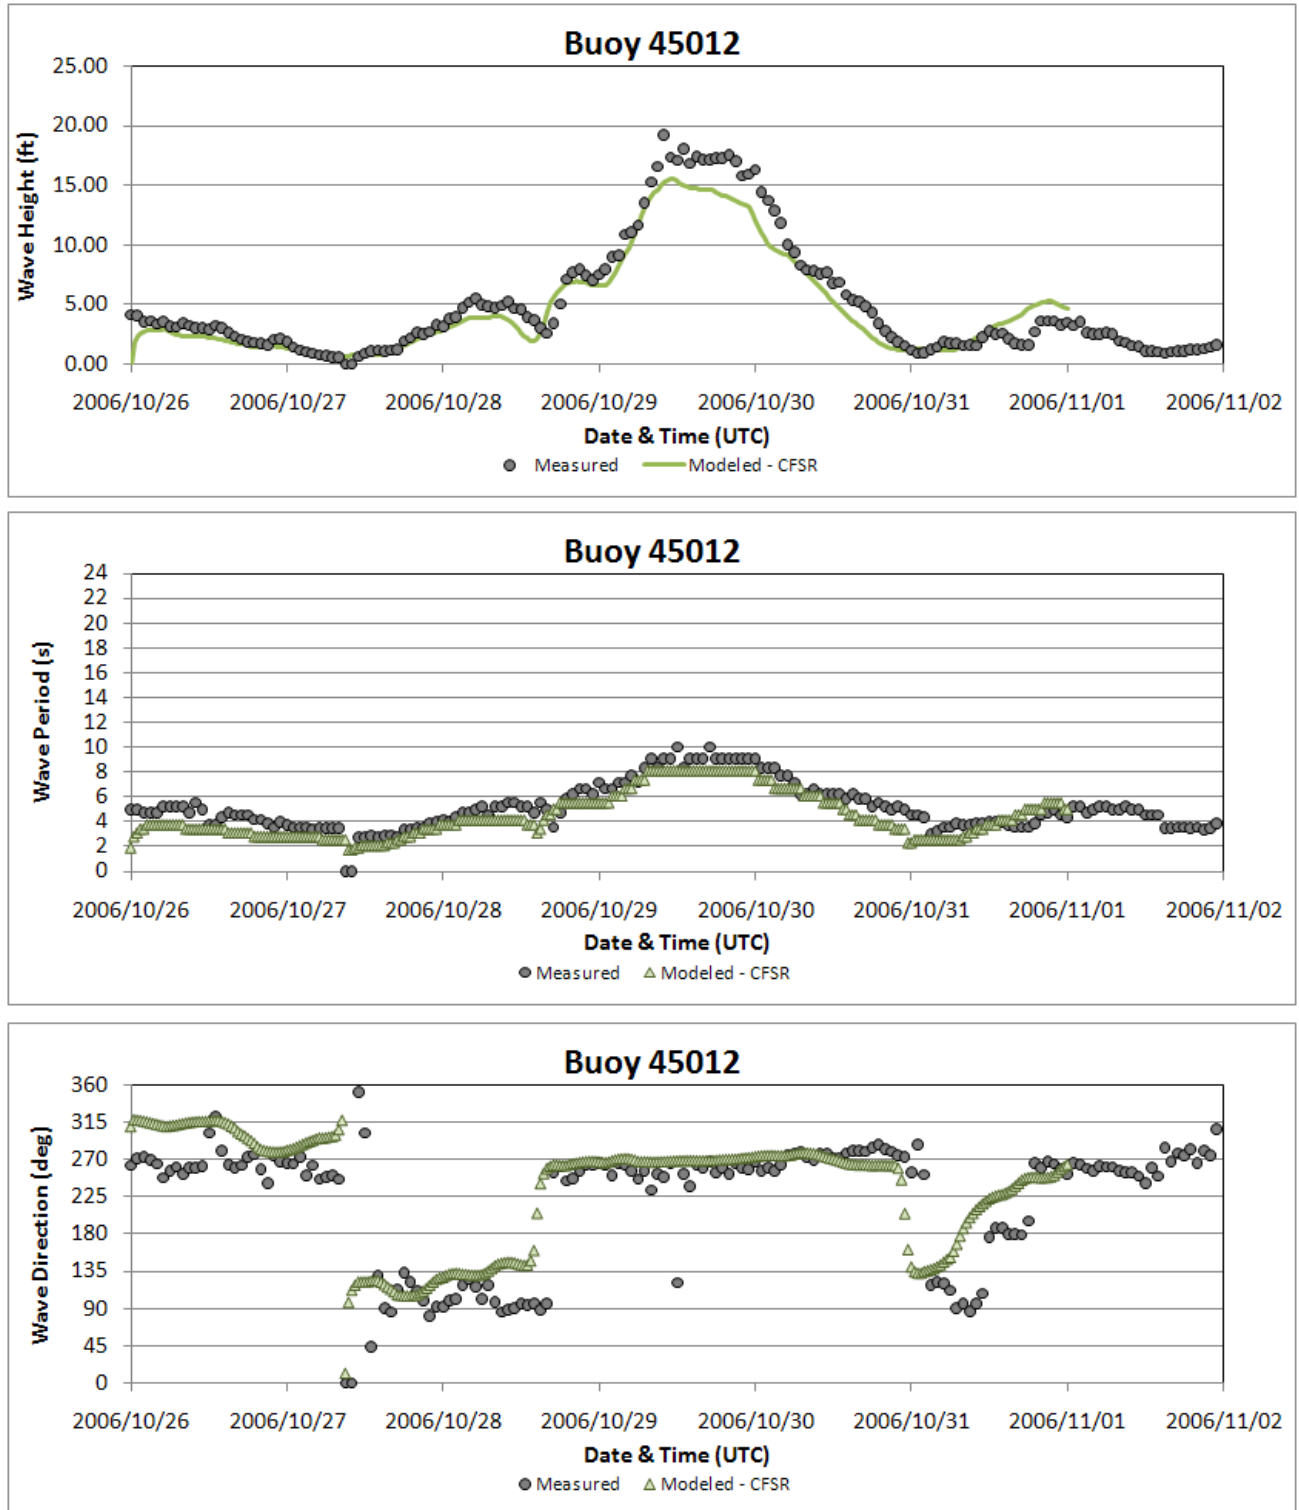 Buoy 45012
25.00
20.00
15.00
10.00
5.00
0.00
Wave Height (ft)
2006/10/26 2006/10/27 2006/10/28 2006/10/29 2006/10/30 2006/10/31 2006/11/01 2006/11/02
Date & Time (UTC)
Measured Modeled - CFSR
Buoy 45012
24
22
20
18
16
14
12
10
8
6
4
2
0
Wave Period (s)
2006/10/26 2006/10/27 2006/10/28 2006/10/29 2006/10/30 2006/10/31 2006/11/01 2006/11/02
Date & Time (UTC)
Measured Modeled - CFSR
Buoy 45012
360
315
270
225
180
135
90
45
0
Wave Direction (deg)
2006/10/26 2006/10/27 2006/10/28 2006/10/29 2006/10/30 2006/10/31 2006/11/01 2006/11/02
Date & Time (UTC)
Measured Modeled - CFSR